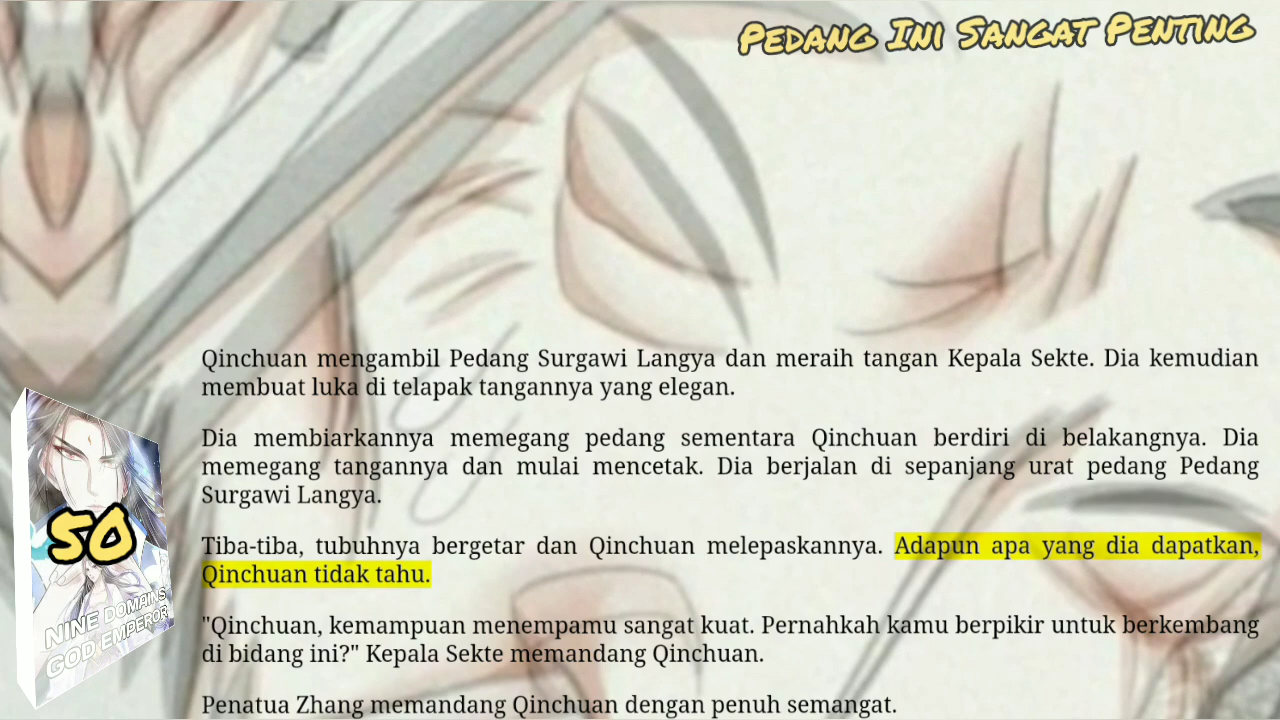 Pedang Ini Sangat Penting
Qinchuan mengambil Pedang Surgawi Langya dan meraih tangan Kepala Sekte. Dia kemudian
membuat luka di telapak tangannya yang elegan.
Dia membiarkannya memegang pedang sementara Qinchuan berdiri di belakangnya. Dia
memegang tangannya dan mulai mencetak. Dia berjalan di sepanjang urat pedang Pedang
Surgawi Langya.
Tiba-tiba, tubuhnya bergetar dan Qinchuan melepaskannya. Adapun apa yang dia dapatkan,
Qinchuan tidak tahu.
"Qinchuan, kemampuan menempamu sangat kuat. Pernahkah kamu berpikir untuk berkembang
di bidang ini?" Kepala Sekte memandang Qinchuan.
Penatua Zhang memandang Qinchuan dengan penuh semangat.
50
NINE DOMAINS
GOD EMPEROR